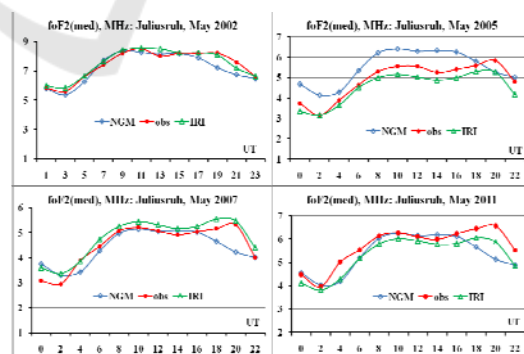 foF2(med), MHz: Juliusruh, May 2002
9
7
5
3
1
NGM obs IRI
UT
1 3 5 7 9 11 13 15 17 19 21 23
foF2(med), MHz: Juliusruh, May 2005
7
6
5
4
3
2
1
NGM obs IRI
UT
0 2 4 6 8 10 12 14 16 18 20 22
foF2(med), MHz: Juliusruh, May 2007
6
5
4
3
2
1
NGM obs IRI
UT
0 2 4 6 8 10 12 14 16 18 20 22
foF2(med), MHz: Juliusruh, May 2011
7
6
5
4
3
2
NGM obs IRI
UT
0 2 4 6 8 10 12 14 16 18 20 22